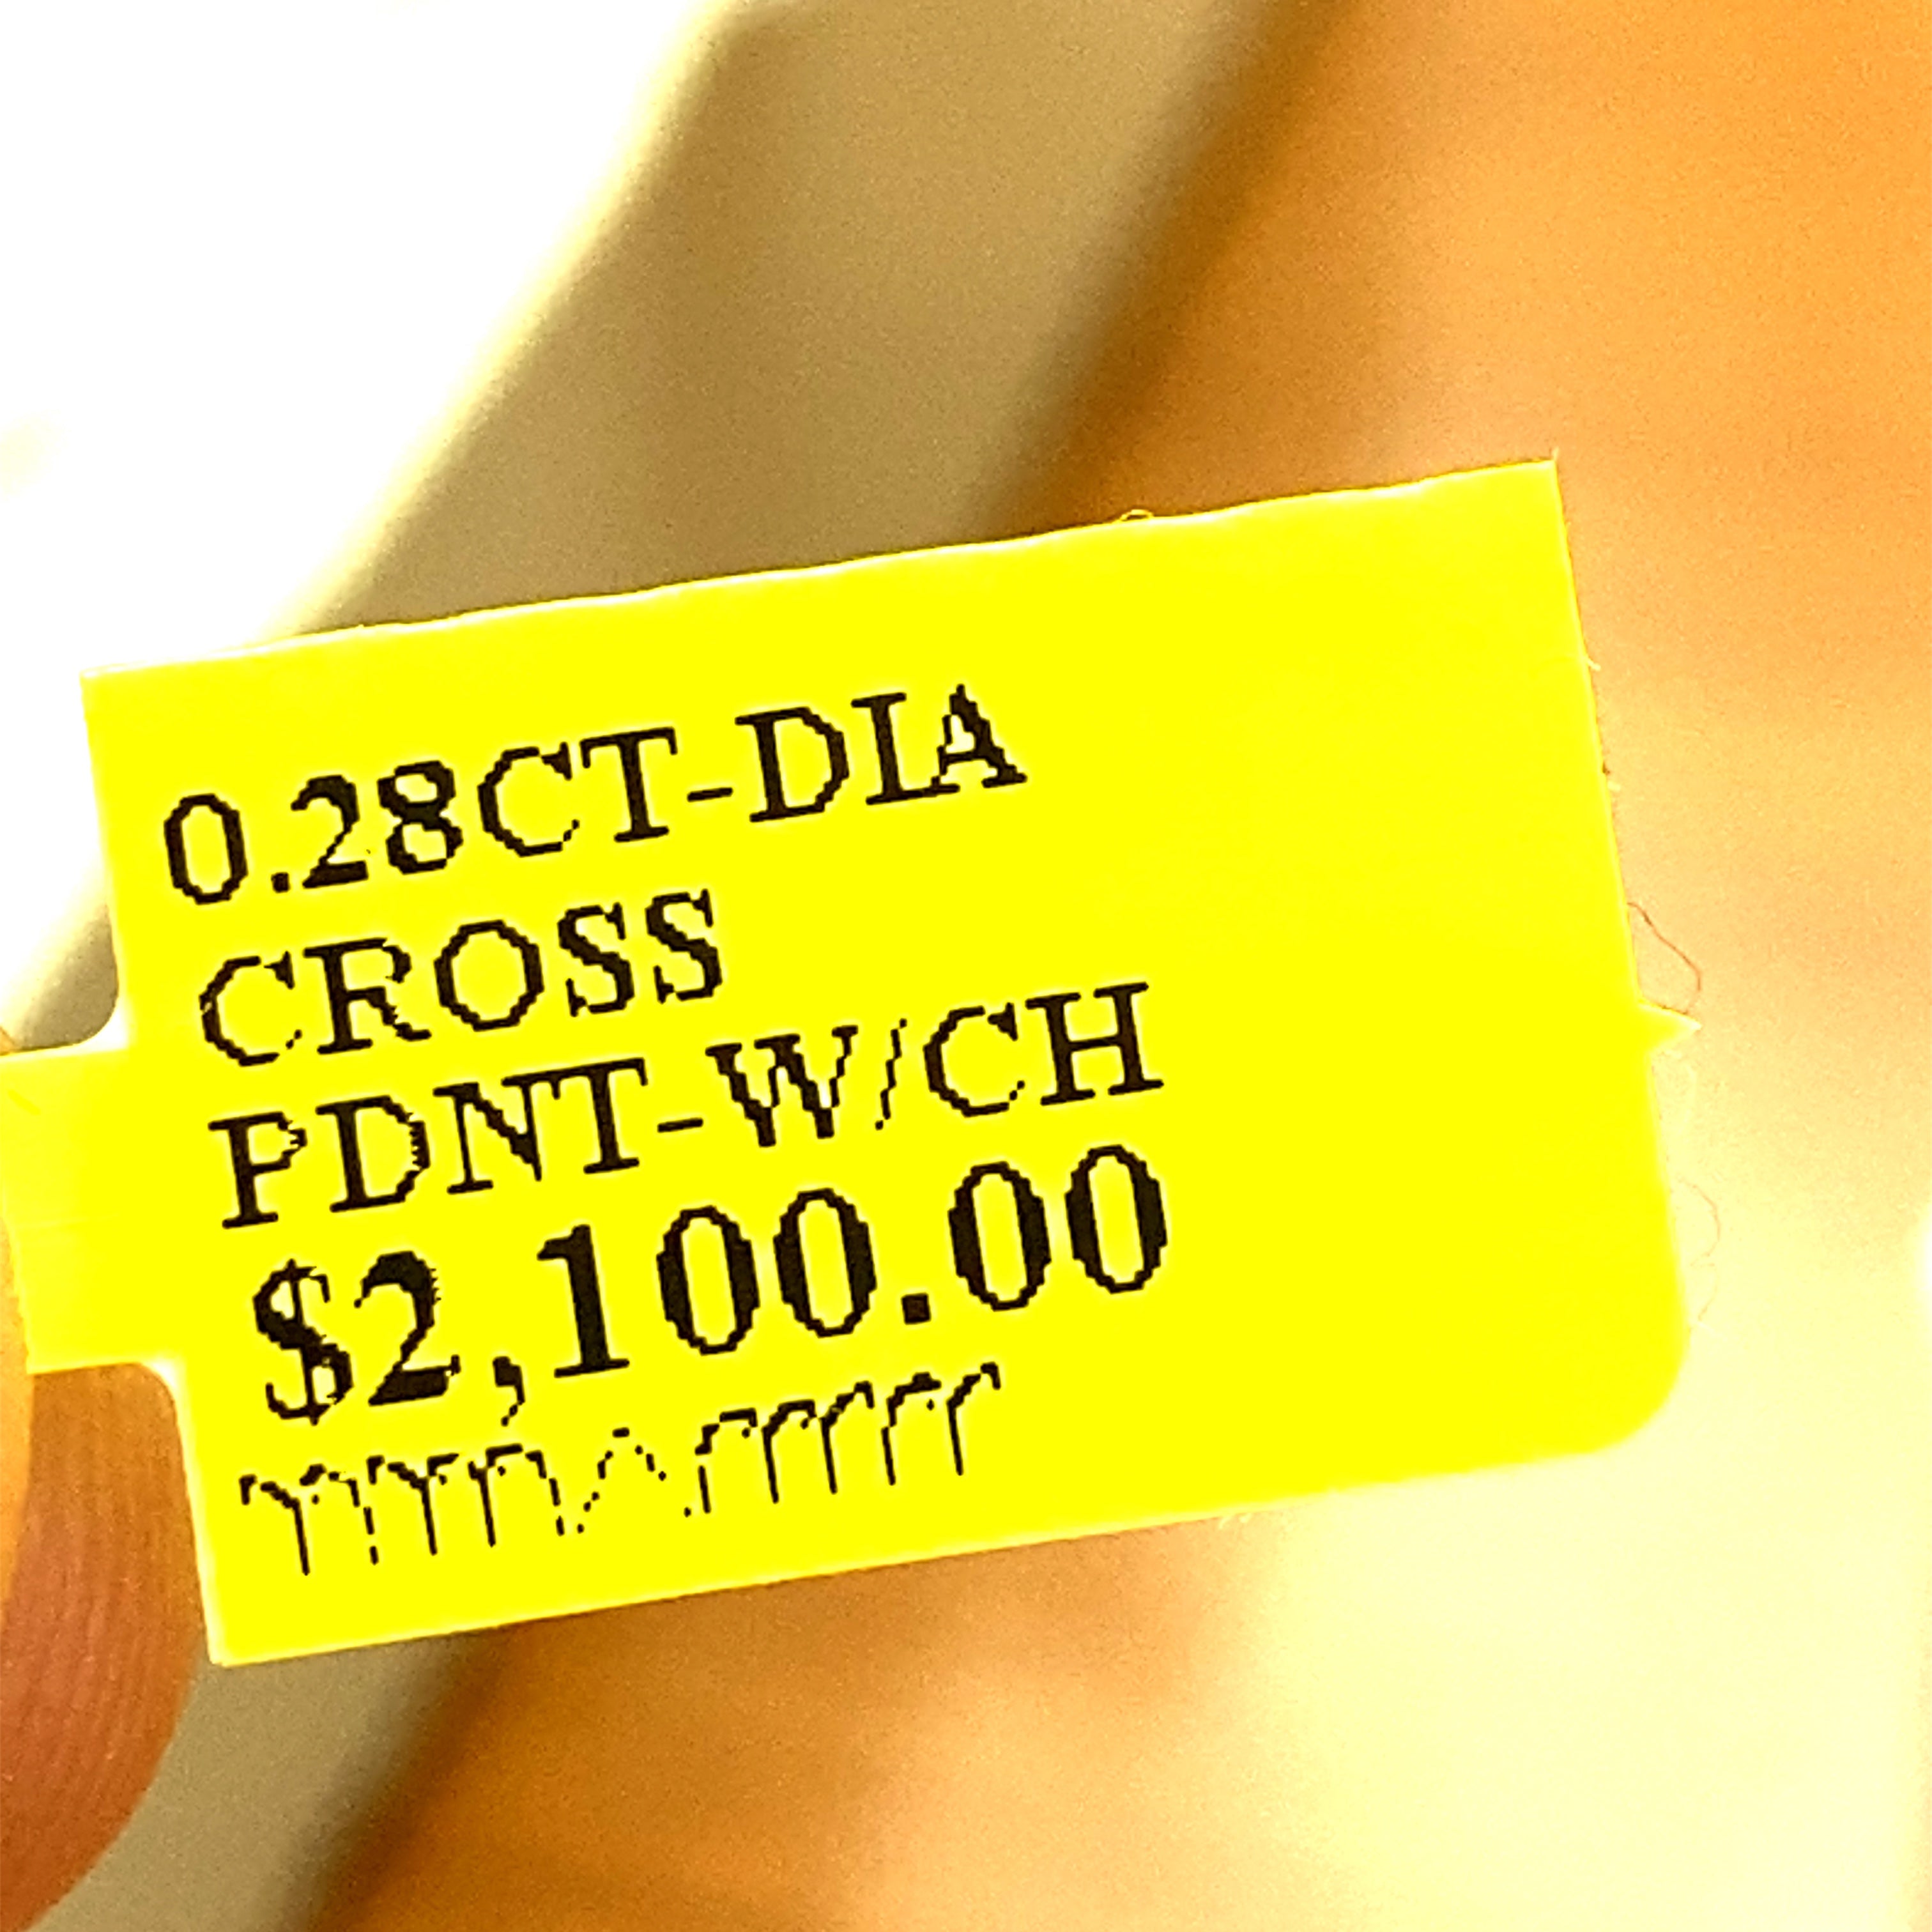 0.28CT-DIA
CROSS
PDNT-W/CH
$2,100.00